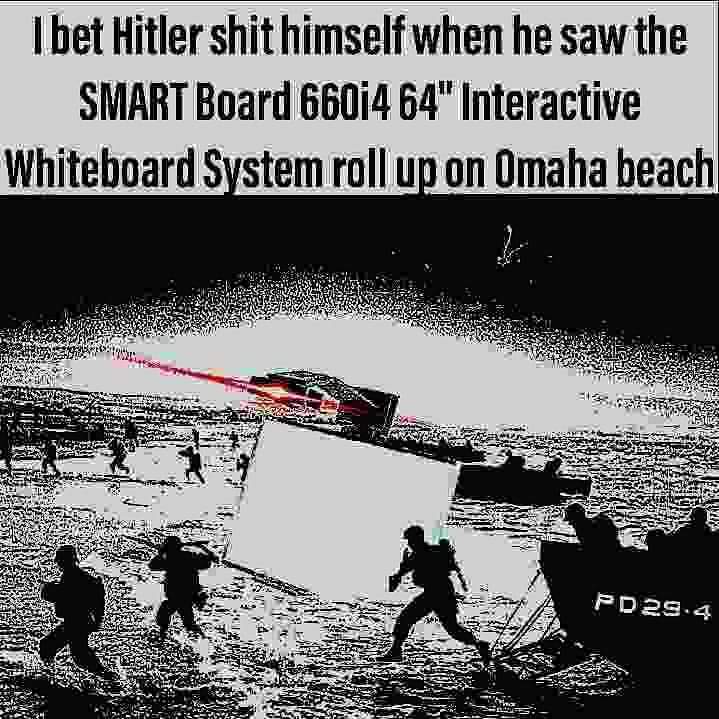 I bet Hitler shit himself when he saw the
SMART Board 660i4 64" Interactive
Whiteboard System roll up on Omaha beach
PD29-4